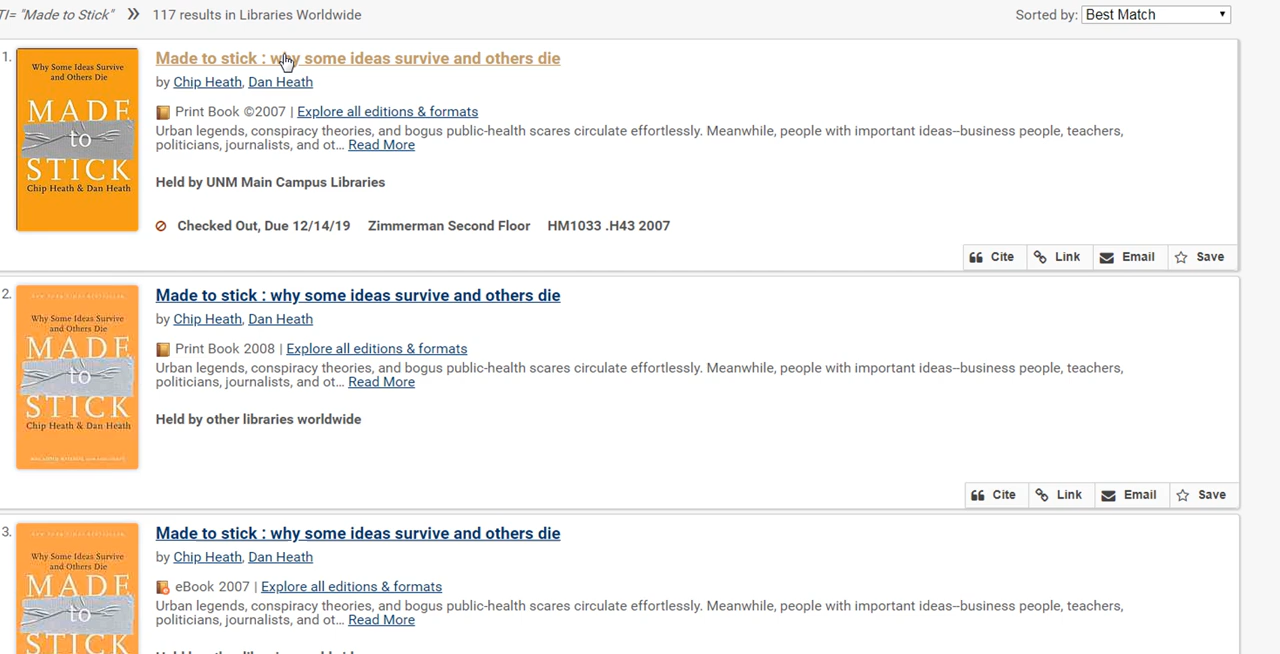 TI= "Made to Stick" » 117 results in Libraries Worldwide
Sorted by: Best Match
1.
Why Some Ideas Survive
and Others Die
MADE
to
STICK
Chip Heath & Dan Heath
Made to stick : why some ideas survive and others die
by Chip Heath, Dan Heath
Print Book ©2007 | Explore all editions & formats
Urban legends, conspiracy theories, and bogus public-health scares circulate effortlessly. Meanwhile, people with important ideas--business people, teachers,
politicians, journalists, and ot... Read More
Held by UNM Main Campus Libraries
Checked Out, Due 12/14/19 Zimmerman Second Floor HM1033 .H43 2007
Cite Link Email Save
2.
Why Some Ideas Survive
and Others Die
MADE
to
STICK
Chip Heath & Dan Heath
Made to stick : why some ideas survive and others die
by Chip Heath, Dan Heath
Print Book 2008 | Explore all editions & formats
Urban legends, conspiracy theories, and bogus public-health scares circulate effortlessly. Meanwhile, people with important ideas--business people, teachers,
politicians, journalists, and ot... Read More
Held by other libraries worldwide
Cite Link Email Save
3.
Why Some Ideas Survive
and Others Die
MADE
to
STICK
Made to stick : why some ideas survive and others die
by Chip Heath, Dan Heath
eBook 2007 | Explore all editions & formats
Urban legends, conspiracy theories, and bogus public-health scares circulate effortlessly. Meanwhile, people with important ideas--business people, teachers,
politicians, journalists, and ot... Read More